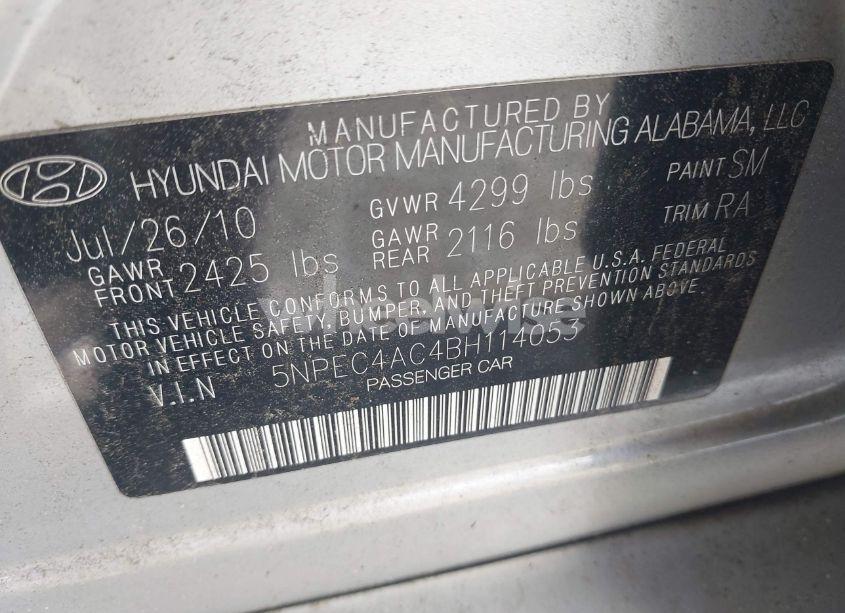 MANUFACTURED BY
HYUNDAI MOTOR MANUFACTURING ALABAMA, LLC
Jul/26/10 GVWR 4299 lbs PAINT SM
GAWR FRONT 2425 lbs GAWR REAR 2116 lbs TRIM RA
THIS VEHICLE CONFORMS TO ALL APPLICABLE U.S.A. FEDERAL
MOTOR VEHICLE SAFETY, BUMPER, AND THEFT PREVENTION STANDARDS
IN EFFECT ON THE DATE OF MANUFACTURE SHOWN ABOVE.
V.I.N 5NPEC4AC4BH114053
PASSENGER CAR
wheelwise